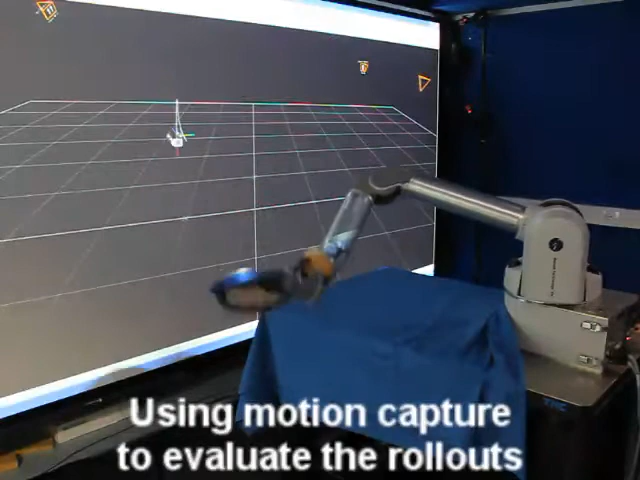 Using motion capture
to evaluate the rollouts